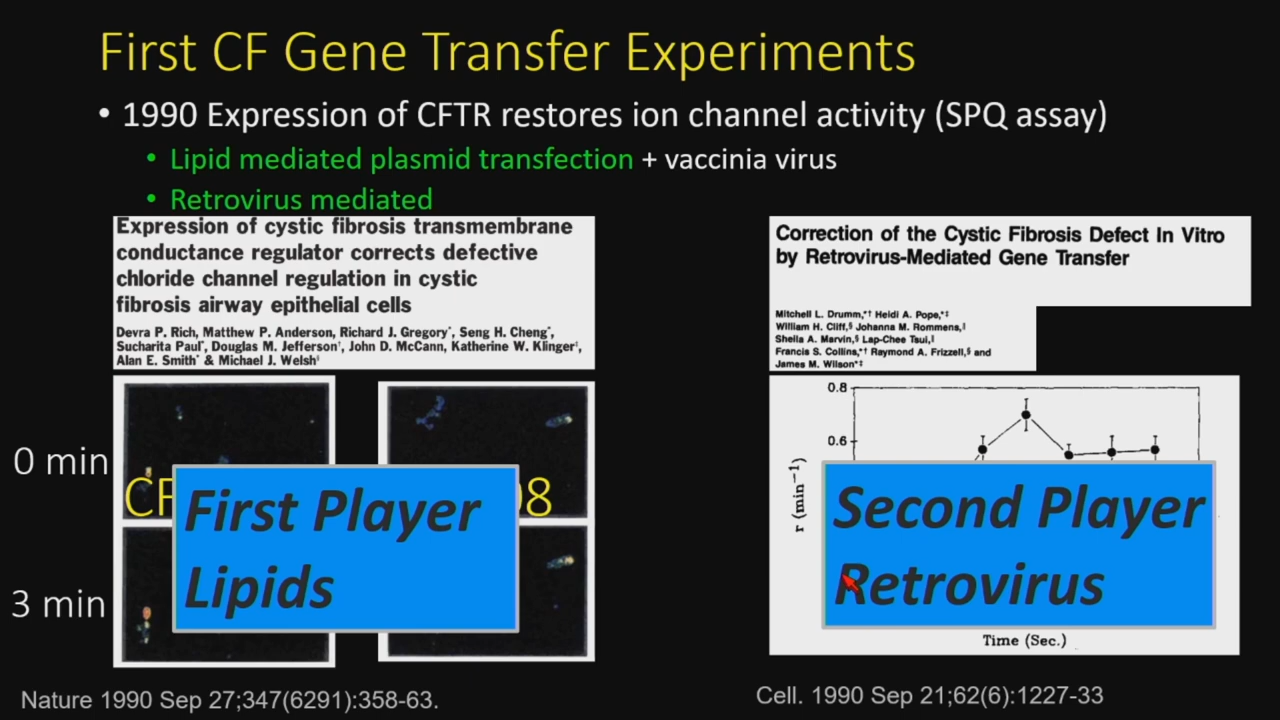 First CF Gene Transfer Experiments
• 1990 Expression of CFTR restores ion channel activity (SPQ assay)
• Lipid mediated plasmid transfection + vaccinia virus
• Retrovirus mediated
Expression of cystic fibrosis transmembrane
conductance regulator corrects defective
chloride channel regulation in cystic
fibrosis airway epithelial cells
Devra P. Rich, Matthew P. Anderson, Richard J. Gregory*, Seng H. Cheng*,
Sucharita Paul*, Douglas M. Jefferson†, John D. McCann, Katherine W. Klinger‡,
Alan E. Smith* & Michael J. Welsh§
Correction of the Cystic Fibrosis Defect In Vitro
by Retrovirus-Mediated Gene Transfer
Mitchell L. Drumm,*† Heidi A. Pope,*‡
William H. Cliff,§ Johanna M. Rommens,‖
Sheila A. Marvin,§ Lap-Chee Tsui,‖
Francis S. Collins,*† Raymond A. Frizzell,§ and
James M. Wilson*‡
0 min
CF
08
3 min
First Player
Lipids
0.8
0.6
r (min⁻¹)
Second Player
Retrovirus
Time (Sec.)
Nature 1990 Sep 27;347(6291):358-63.
Cell. 1990 Sep 21;62(6):1227-33